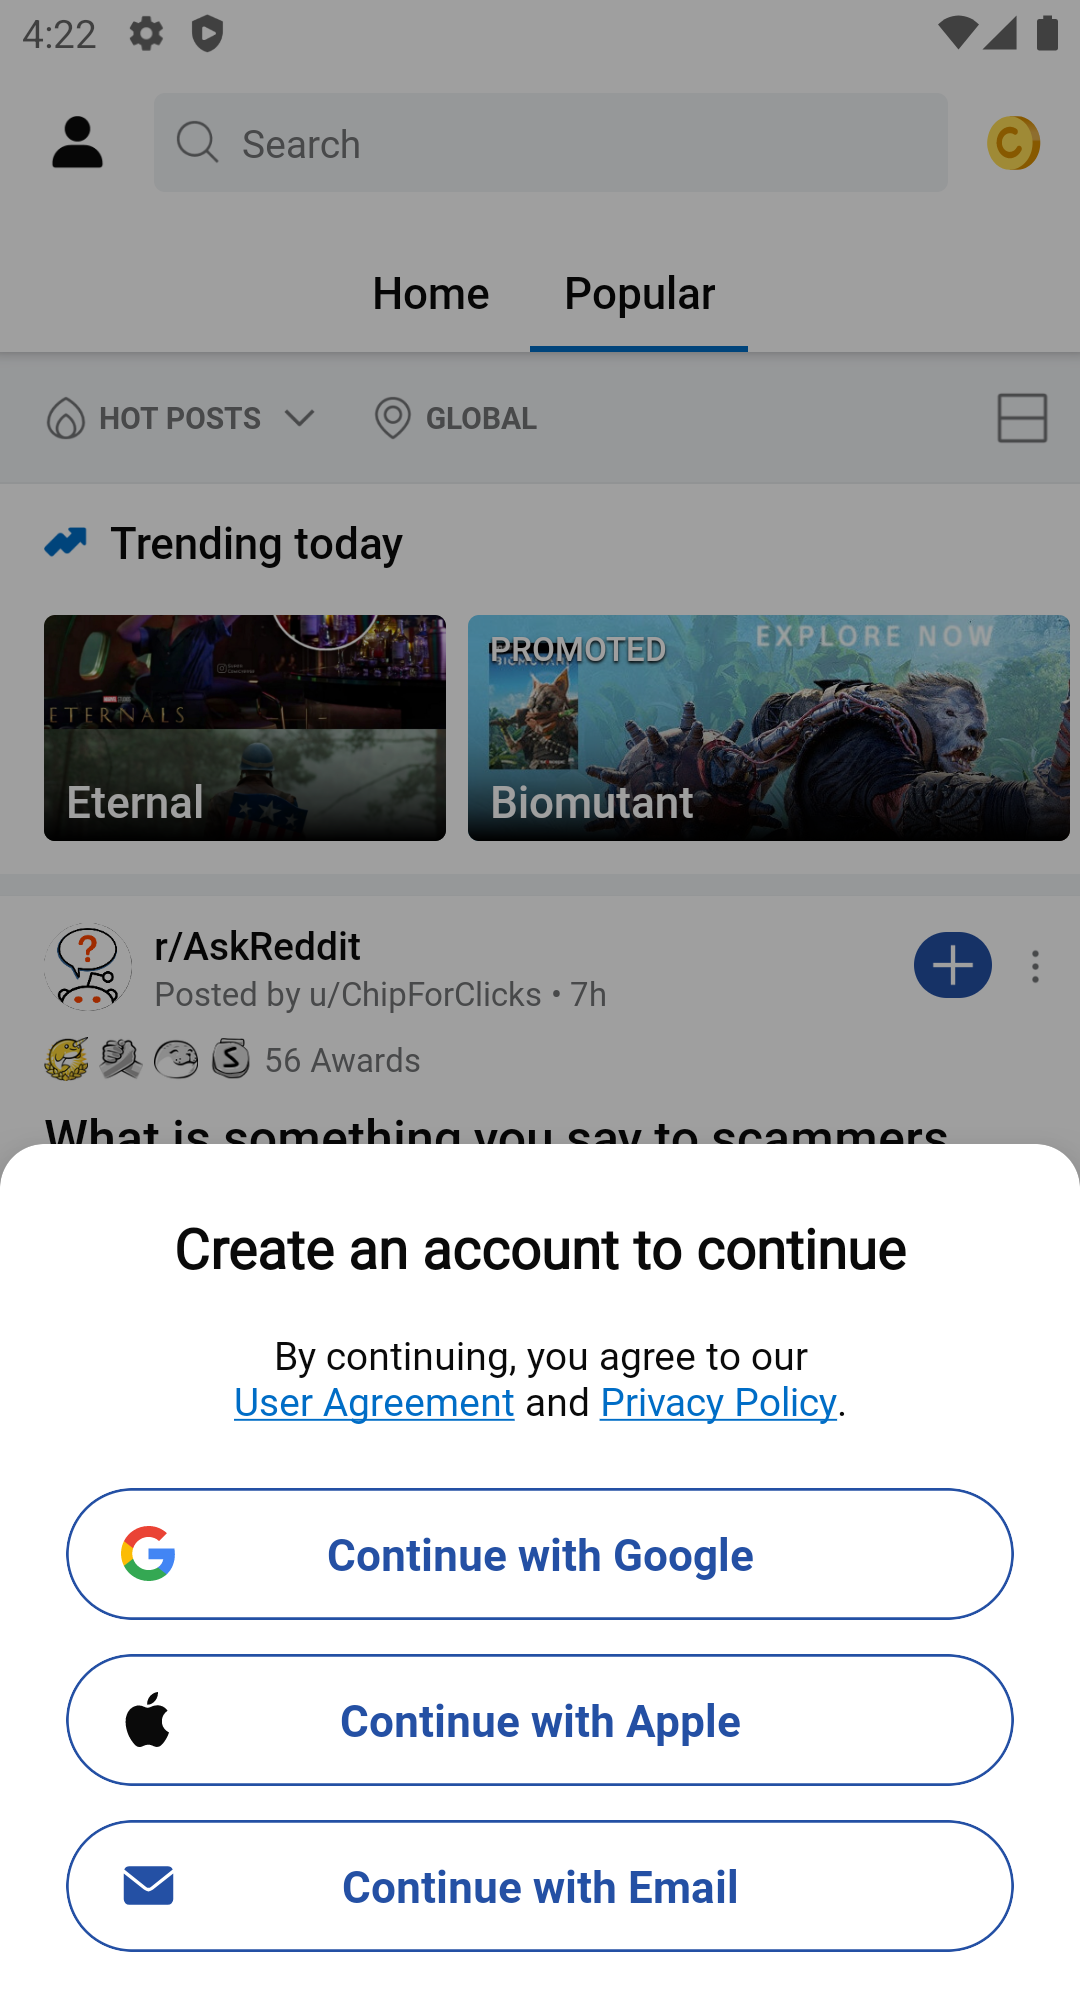 4:22
Search
Home Popular
HOT POSTS GLOBAL
Trending today
ETERNALS
Eternal
PROMOTED
EXPLORE NOW
BIOMUTANT
Biomutant
r/AskReddit
Posted by u/ChipForClicks • 7h
56 Awards
What is something you say to scammers
Create an account to continue
By continuing, you agree to our
User Agreement and Privacy Policy.
Continue with Google
Continue with Apple
Continue with Email